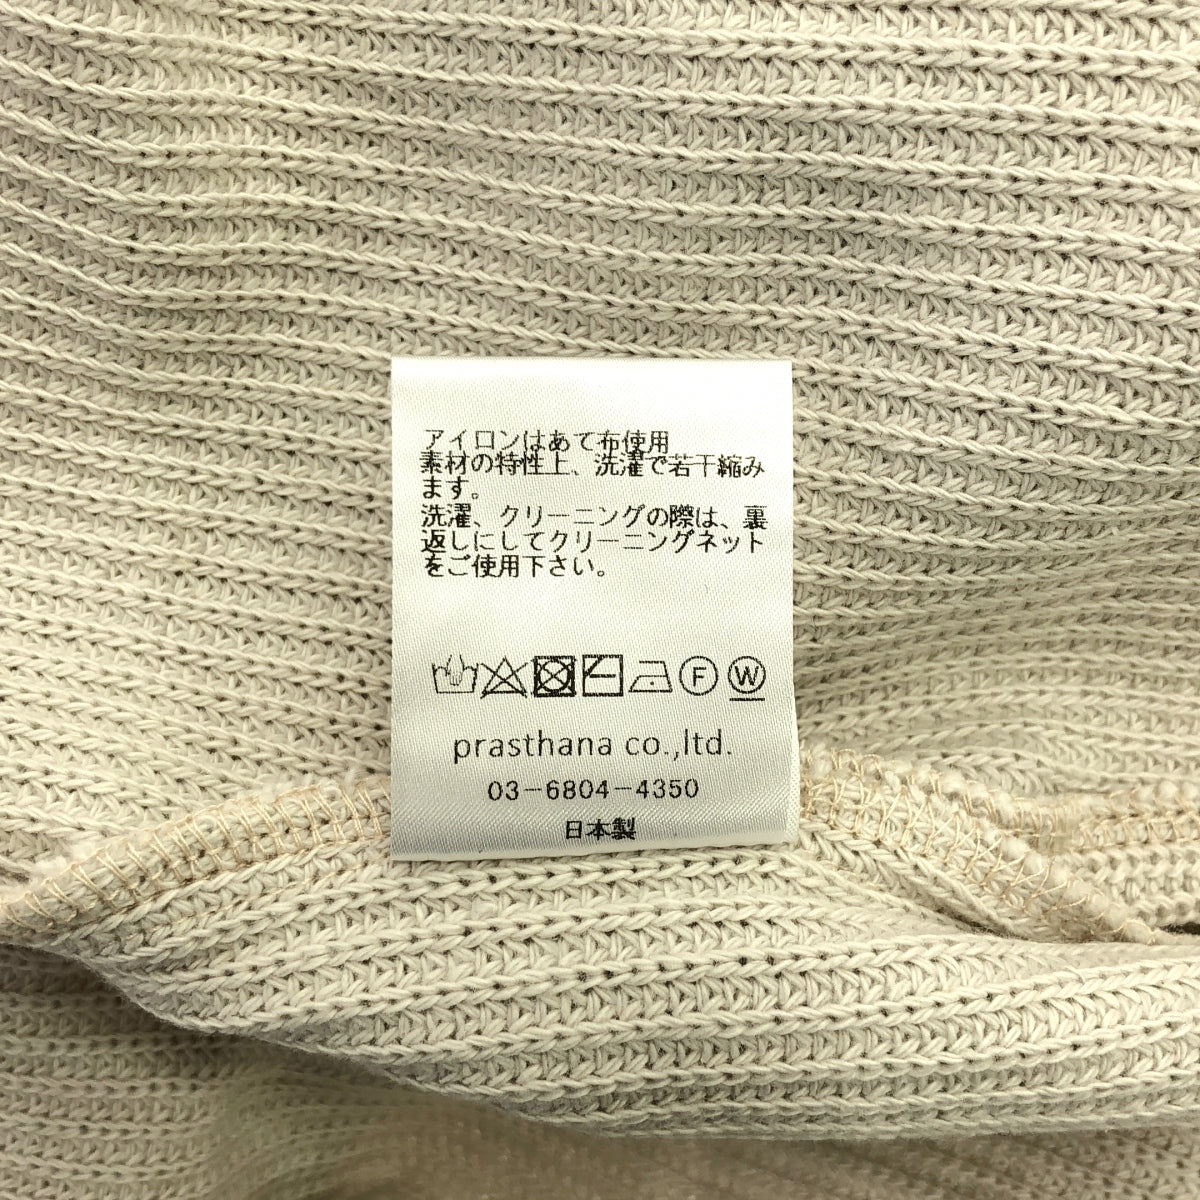 アイロンはあて布使用
素材の特性上、洗濯で若干縮み
ます。
洗濯、クリーニングの際は、裏
返しにしてクリーニングネット
をご使用下さい。
F W
prasthana co.,ltd.
03-6804-4350
日本製